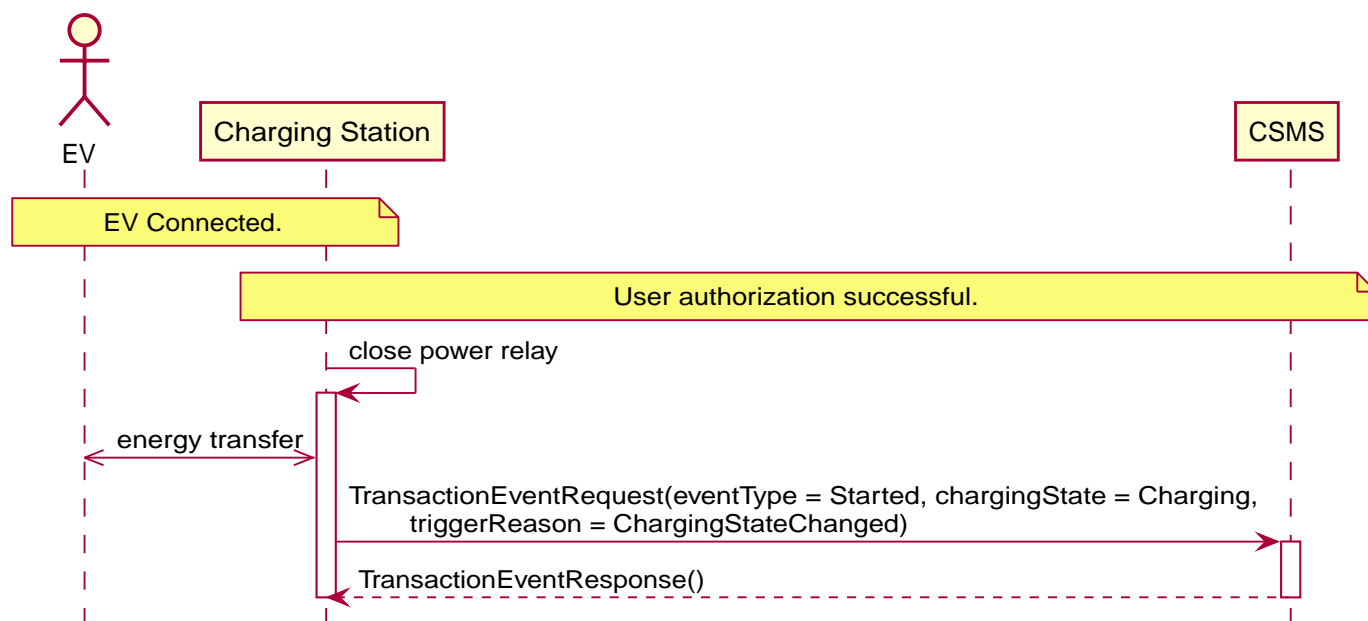 EV
Charging Station
CSMS
EV Connected.
User authorization successful.
close power relay
energy transfer
TransactionEventRequest(eventType = Started, chargingState = Charging,
triggerReason = ChargingStateChanged)
TransactionEventResponse()